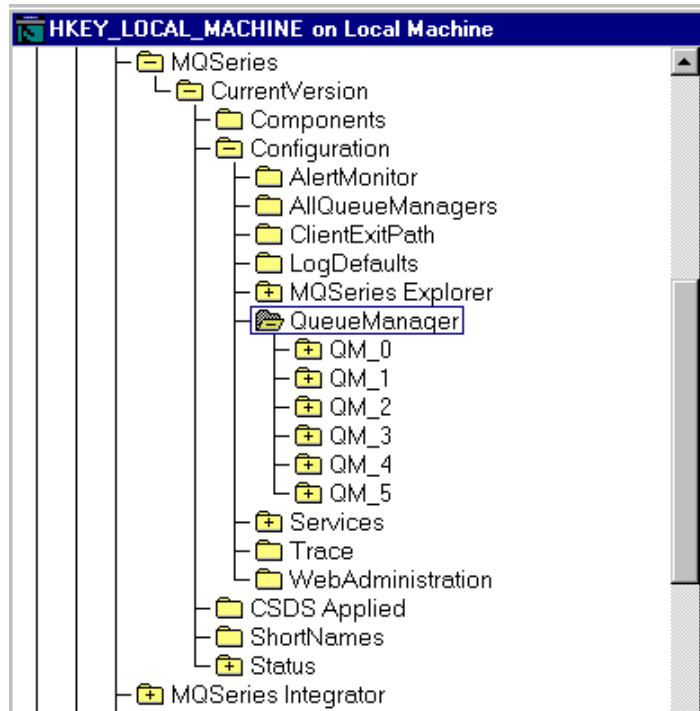 HKEY_LOCAL_MACHINE on Local Machine
MQSeries
CurrentVersion
Components
Configuration
AlertMonitor
AllQueueManagers
ClientExitPath
LogDefaults
MQSeries Explorer
QueueManager
QM_0
QM_1
QM_2
QM_3
QM_4
QM_5
Services
Trace
WebAdministration
CSDS Applied
ShortNames
Status
MQSeries Integrator